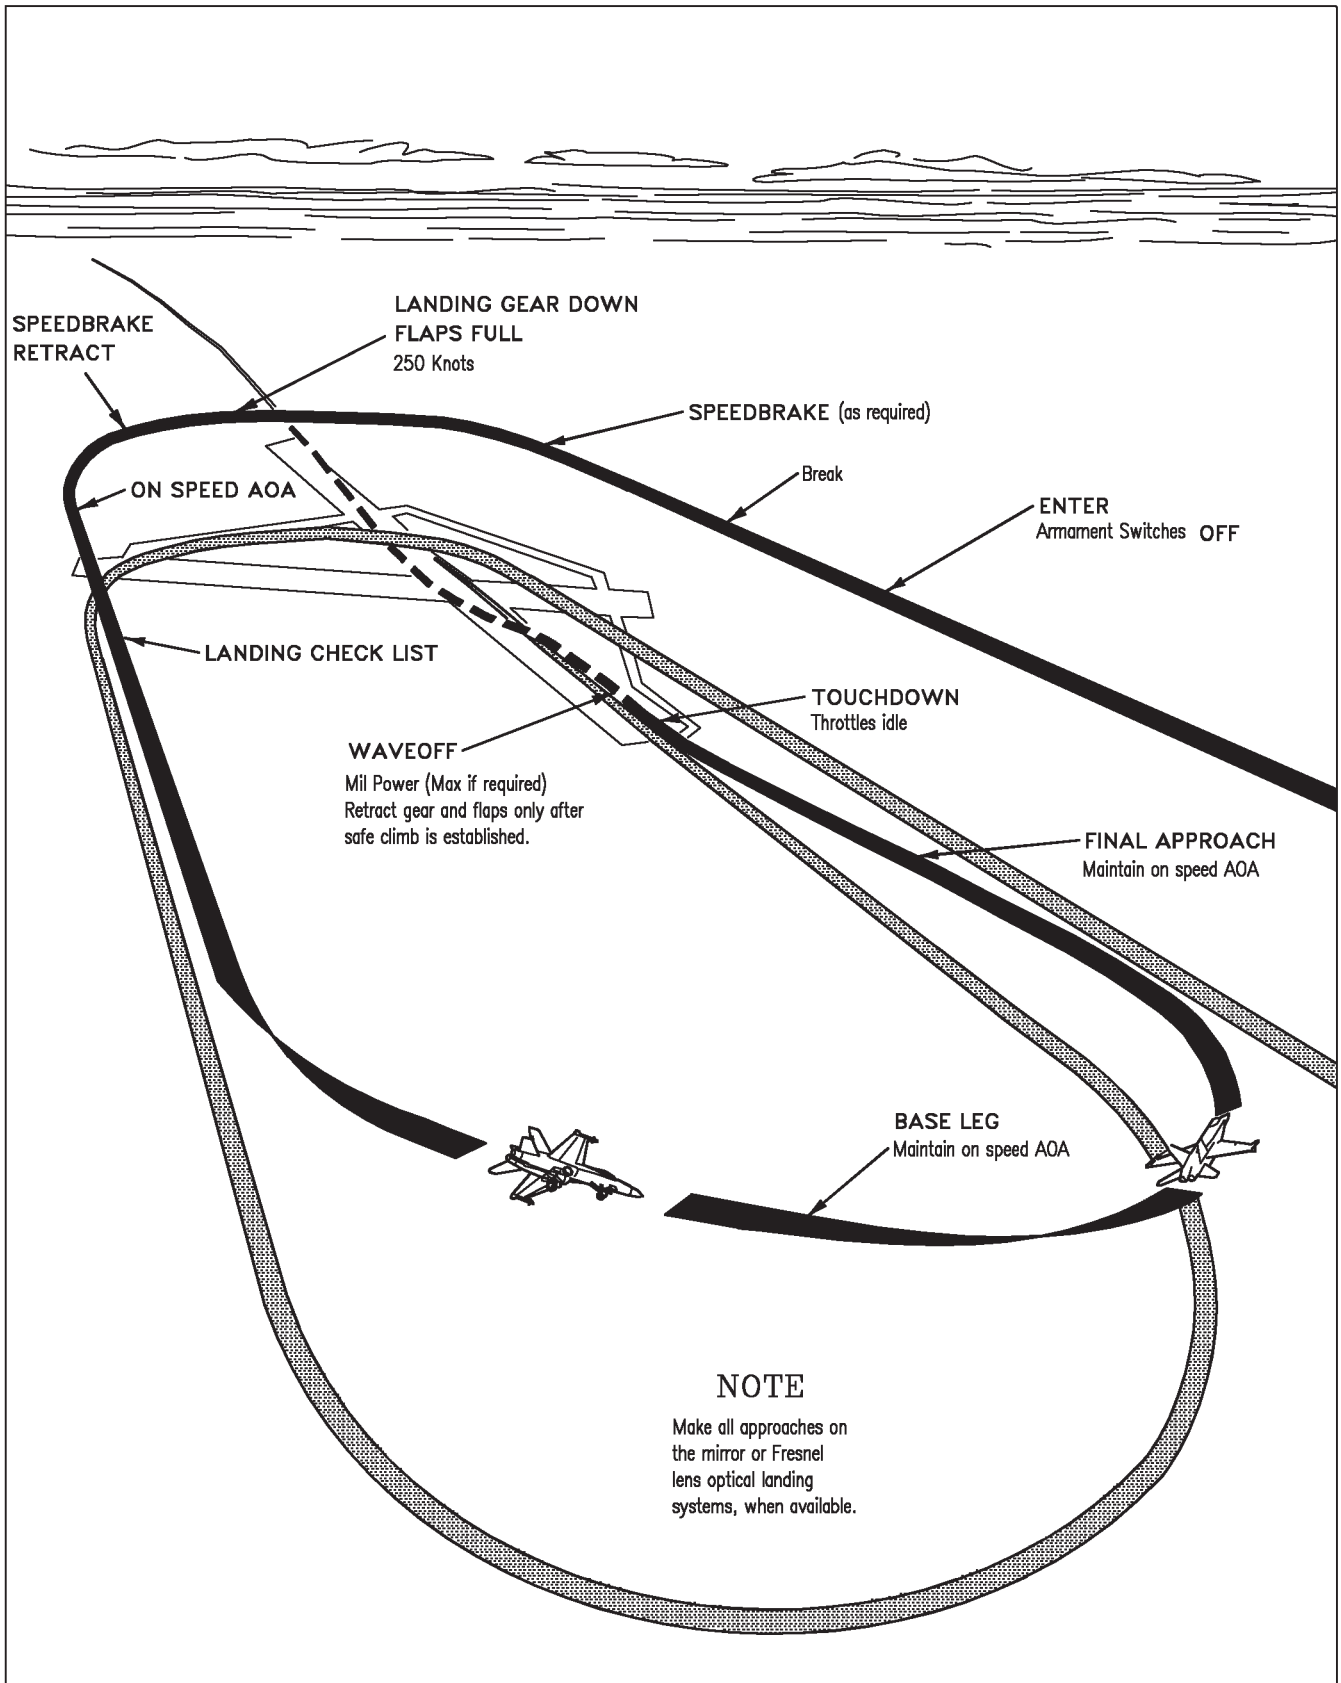 LANDING GEAR DOWN
FLAPS FULL
250 Knots
SPEEDBRAKE
RETRACT
SPEEDBRAKE (as required)
Break
ON SPEED AOA
ENTER
Armament Switches OFF
LANDING CHECK LIST
TOUCHDOWN
Throttles idle
WAVEOFF
Mil Power (Max if required)
Retract gear and flaps only after
safe climb is established.
FINAL APPROACH
Maintain on speed AOA
BASE LEG
Maintain on speed AOA
NOTE
Make all approaches on
the mirror or Fresnel
lens optical landing
systems, when available.